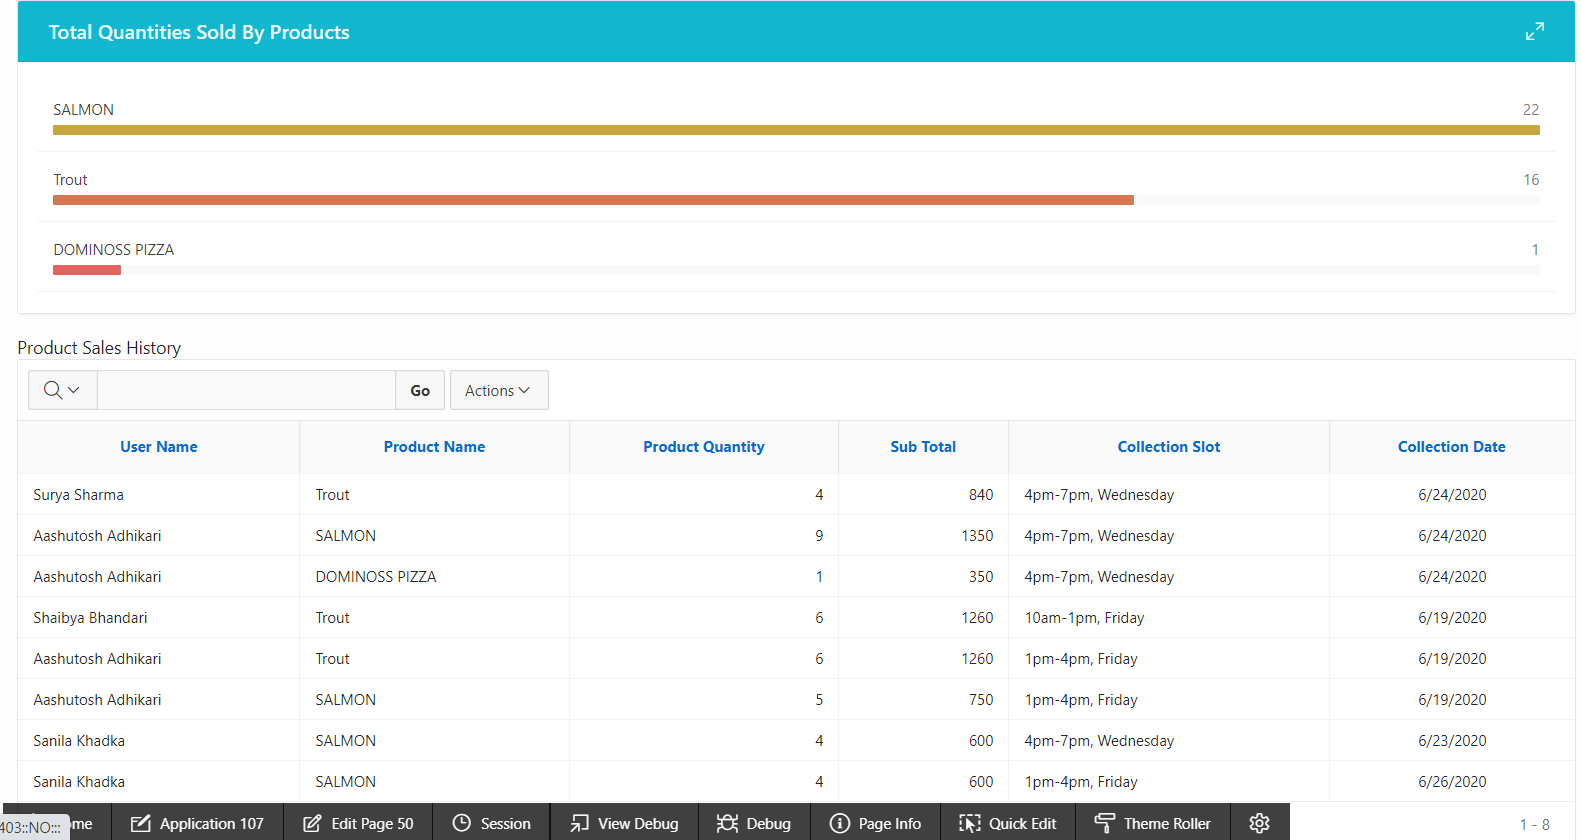 Total Quantities Sold By Products
SALMON 22
Trout 16
DOMINOSS PIZZA 1
Product Sales History
Go Actions
User Name Product Name Product Quantity Sub Total Collection Slot Collection Date
Surya Sharma Trout 4 840 4pm-7pm, Wednesday 6/24/2020
Aashutosh Adhikari SALMON 9 1350 4pm-7pm, Wednesday 6/24/2020
Aashutosh Adhikari DOMINOSS PIZZA 1 350 4pm-7pm, Wednesday 6/24/2020
Shaibya Bhandari Trout 6 1260 10am-1pm, Friday 6/19/2020
Aashutosh Adhikari Trout 6 1260 1pm-4pm, Friday 6/19/2020
Aashutosh Adhikari SALMON 5 750 1pm-4pm, Friday 6/19/2020
Sanila Khadka SALMON 4 600 4pm-7pm, Wednesday 6/23/2020
Sanila Khadka SALMON 4 600 1pm-4pm, Friday 6/26/2020
403::NO::: Application 107 Edit Page 50 Session View Debug Debug Page Info Quick Edit Theme Roller 1 - 8